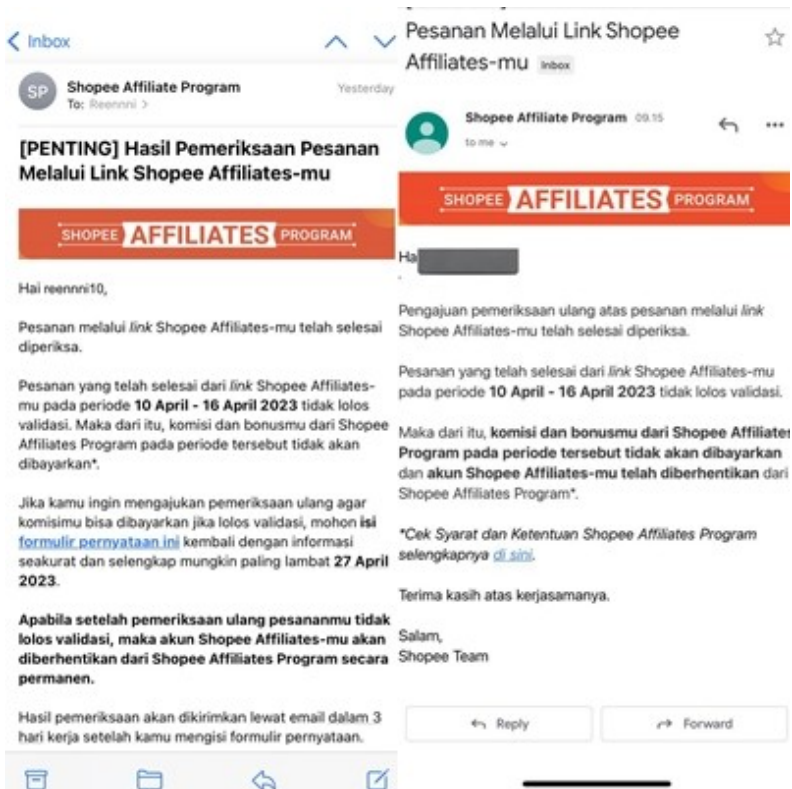 Inbox
SP
Shopee Affiliate Program
Yesterday
To: Reennni >
[PENTING] Hasil Pemeriksaan Pesanan
Melalui Link Shopee Affiliates-mu
SHOPEE AFFILIATES PROGRAM
Hai reennni10,
Pesanan melalui link Shopee Affiliates-mu telah selesai
diperiksa.
Pesanan yang telah selesai dari link Shopee Affiliates-
mu pada periode 10 April - 16 April 2023 tidak lolos
validasi. Maka dari itu, komisi dan bonusmu dari Shopee
Affiliates Program pada periode tersebut tidak akan
dibayarkan*.
Jika kamu ingin mengajukan pemeriksaan ulang agar
komisimu bisa dibayarkan jika lolos validasi, mohon isi
formulir pernyataan ini kembali dengan informasi
seakurat dan selengkap mungkin paling lambat 27 April
2023.
Apabila setelah pemeriksaan ulang pesananmu tidak
lolos validasi, maka akun Shopee Affiliates-mu akan
diberhentikan dari Shopee Affiliates Program secara
permanen.
Hasil pemeriksaan akan dikirimkan lewat email dalam 3
hari kerja setelah kamu mengisi formulir pernyataan.
Pesanan Melalui Link Shopee
Affiliates-mu Inbox
Shopee Affiliate Program 09.15
to me
SHOPEE AFFILIATES PROGRAM
Ha
Pengajuan pemeriksaan ulang atas pesanan melalui link
Shopee Affiliates-mu telah selesai diperiksa.
Pesanan yang telah selesai dari link Shopee Affiliates-mu
pada periode 10 April - 16 April 2023 tidak lolos validasi.
Maka dari itu, komisi dan bonusmu dari Shopee Affiliates
Program pada periode tersebut tidak akan dibayarkan
dan akun Shopee Affiliates-mu telah diberhentikan dari
Shopee Affiliates Program*.
*Cek Syarat dan Ketentuan Shopee Affiliates Program
selengkapnya di sini.
Terima kasih atas kerjasamanya.
Salam,
Shopee Team
Reply
Forward